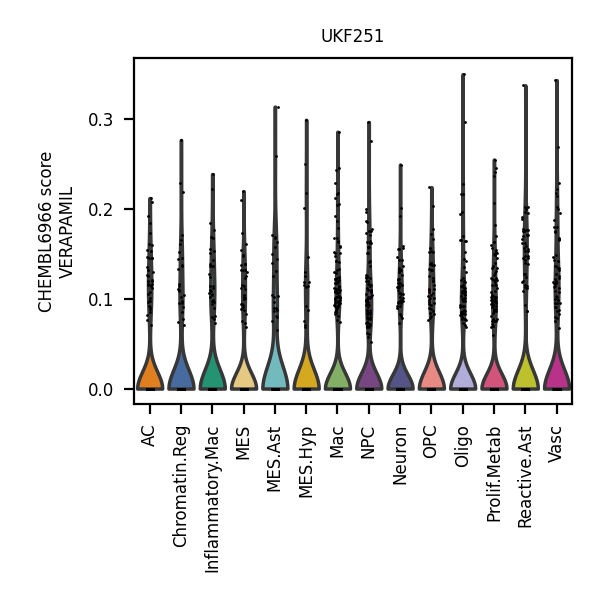 UKF251
CHEMBL6966 score
VERAPAMIL
0.3
0.2
0.1
0.0
AC
Chromatin.Reg
Inflammatory.Mac
MES
MES.Ast
MES.Hyp
Mac
NPC
Neuron
OPC
Oligo
Prolif.Metab
Reactive.Ast
Vasc